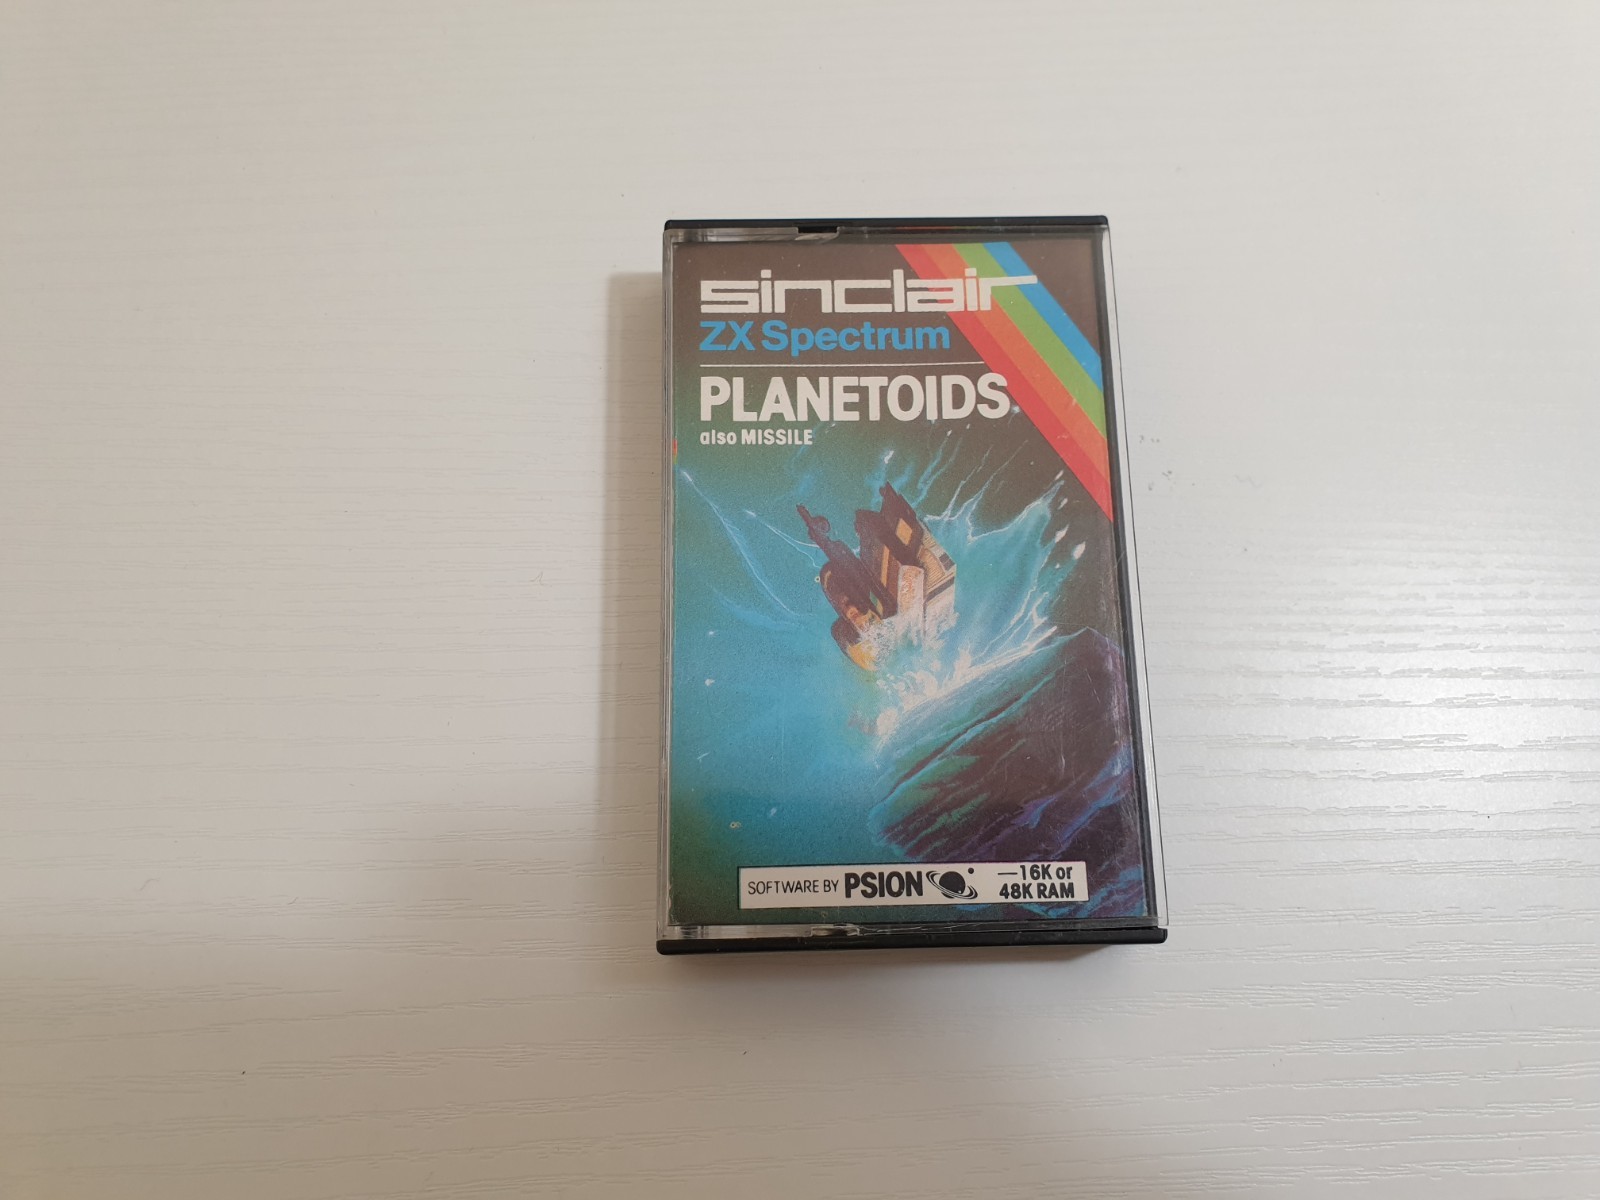 sinclair
ZX Spectrum
PLANETOIDS
also MISSILE
SOFTWARE BY PSION
—16K or
48K RAM